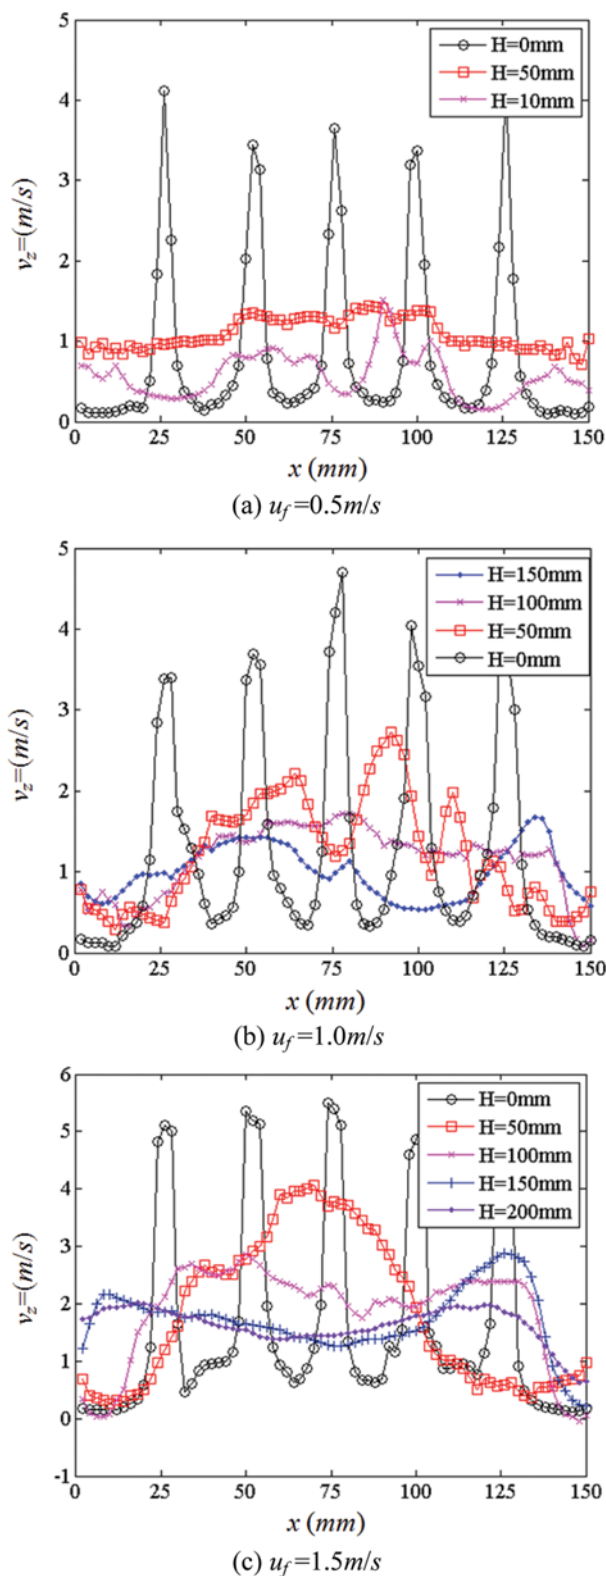 5
4
3
2
1
0
0
25
50
75
100
125
150
v_z=(m/s)
x (mm)
H=0mm
H=50mm
H=10mm
(a) u_f=0.5m/s
5
4
3
2
1
0
0
25
50
75
100
125
150
v_z=(m/s)
x (mm)
H=150mm
H=100mm
H=50mm
H=0mm
(b) u_f=1.0m/s
6
5
4
3
2
1
0
-1
0
25
50
75
100
125
150
v_z=(m/s)
x (mm)
H=0mm
H=50mm
H=100mm
H=150mm
H=200mm
(c) u_f=1.5m/s